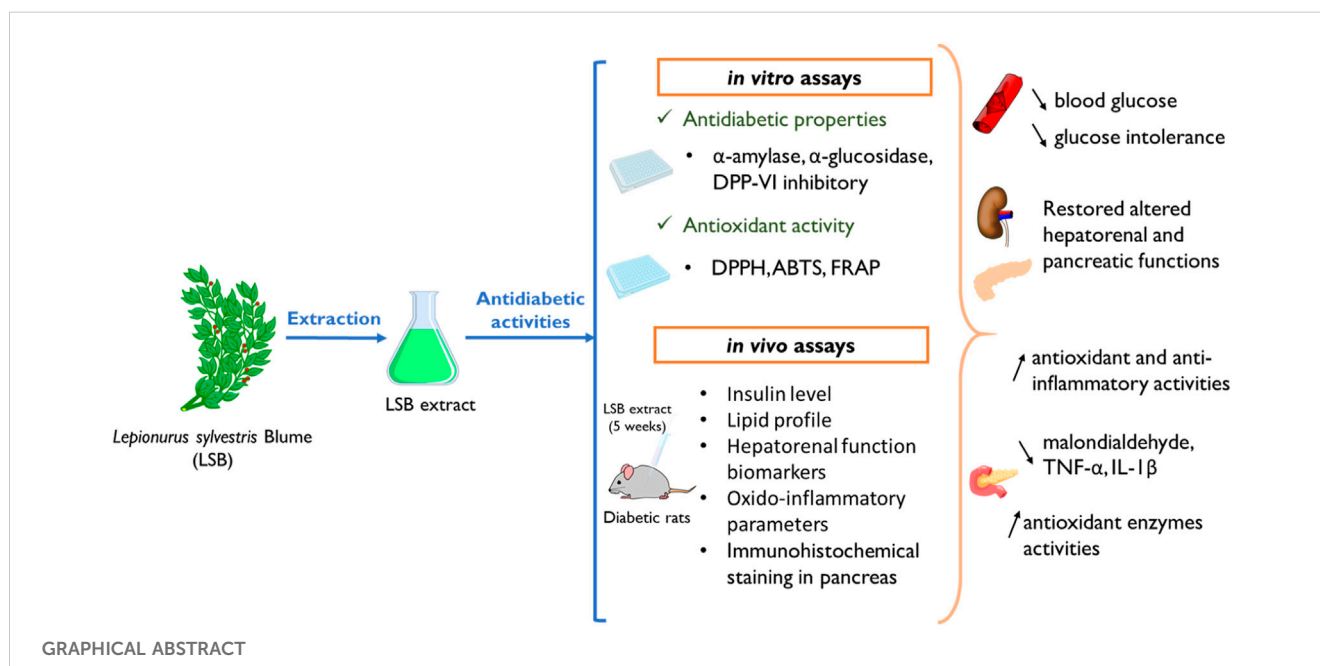 Lepionurus sylvestris Blume
(LSB)
Extraction
LSB extract
Antidiabetic
activities
in vitro assays
✓ Antidiabetic properties
• α-amylase, α-glucosidase,
DPP-VI inhibitory
✓ Antioxidant activity
• DPPH, ABTS, FRAP
in vivo assays
LSB extract
(5 weeks)
Diabetic rats
• Insulin level
• Lipid profile
• Hepatorenal function
biomarkers
• Oxido-inflammatory
parameters
• Immunohistochemical
staining in pancreas
↘ blood glucose
↘ glucose intolerance
Restored altered
hepatorenal and
pancreatic functions
↗ antioxidant and anti-
inflammatory activities
↘ malondialdehyde,
TNF-α, IL-1β
↗ antioxidant enzymes
activities
GRAPHICAL ABSTRACT